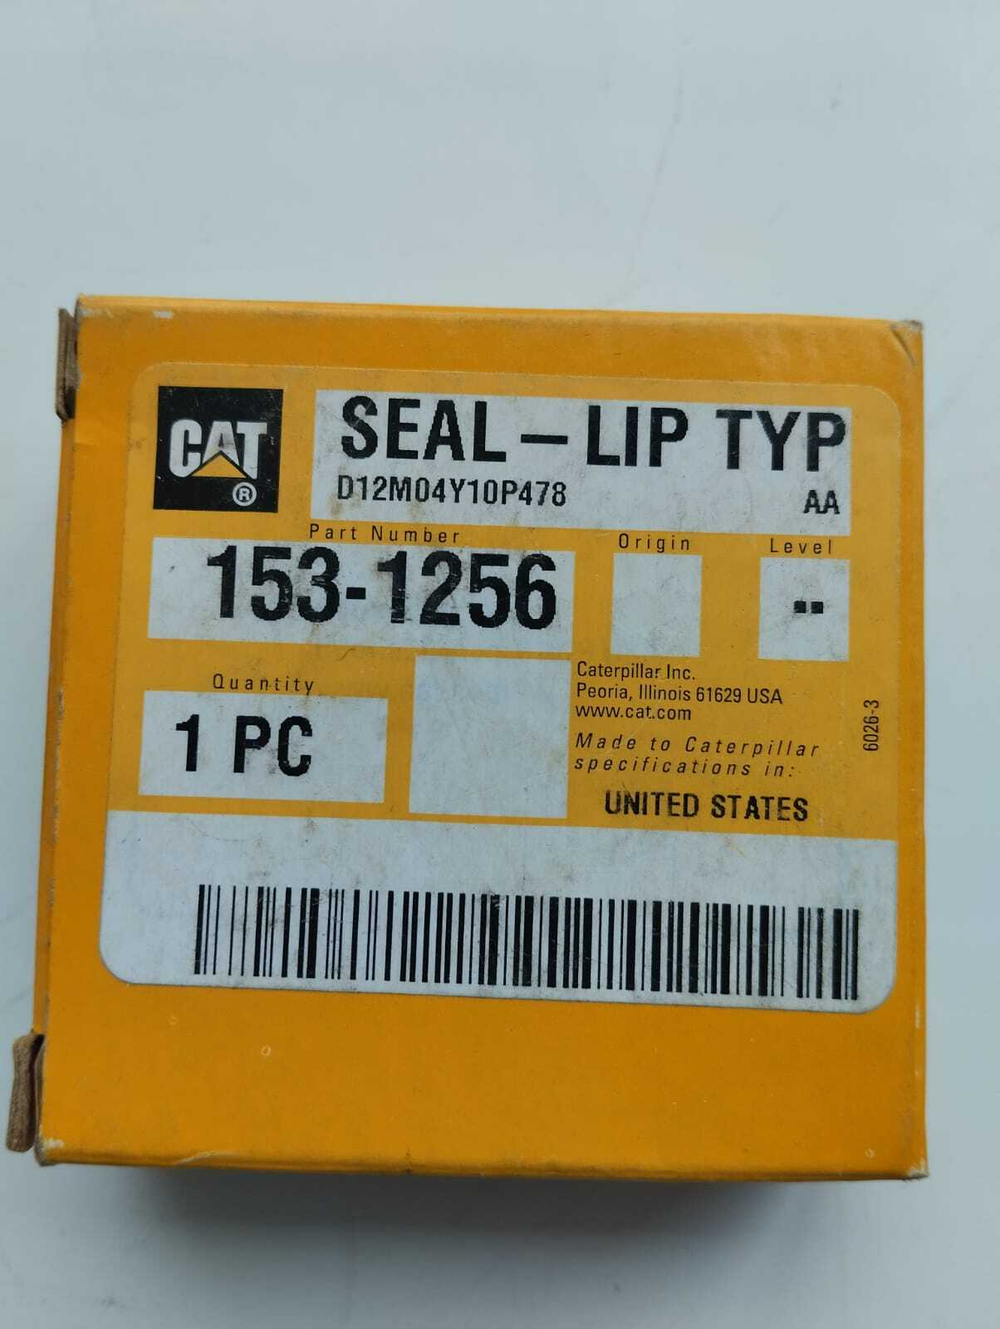 CAT
®
SEAL-LIP TYP
D12M04Y10P478
AA
Part Number
Origin
Level
153-1256
--
Quantity
1 PC
Caterpillar Inc.
Peoria, Illinois 61629 USA
www.cat.com
Made to Caterpillar
specifications in:
UNITED STATES
6026-3